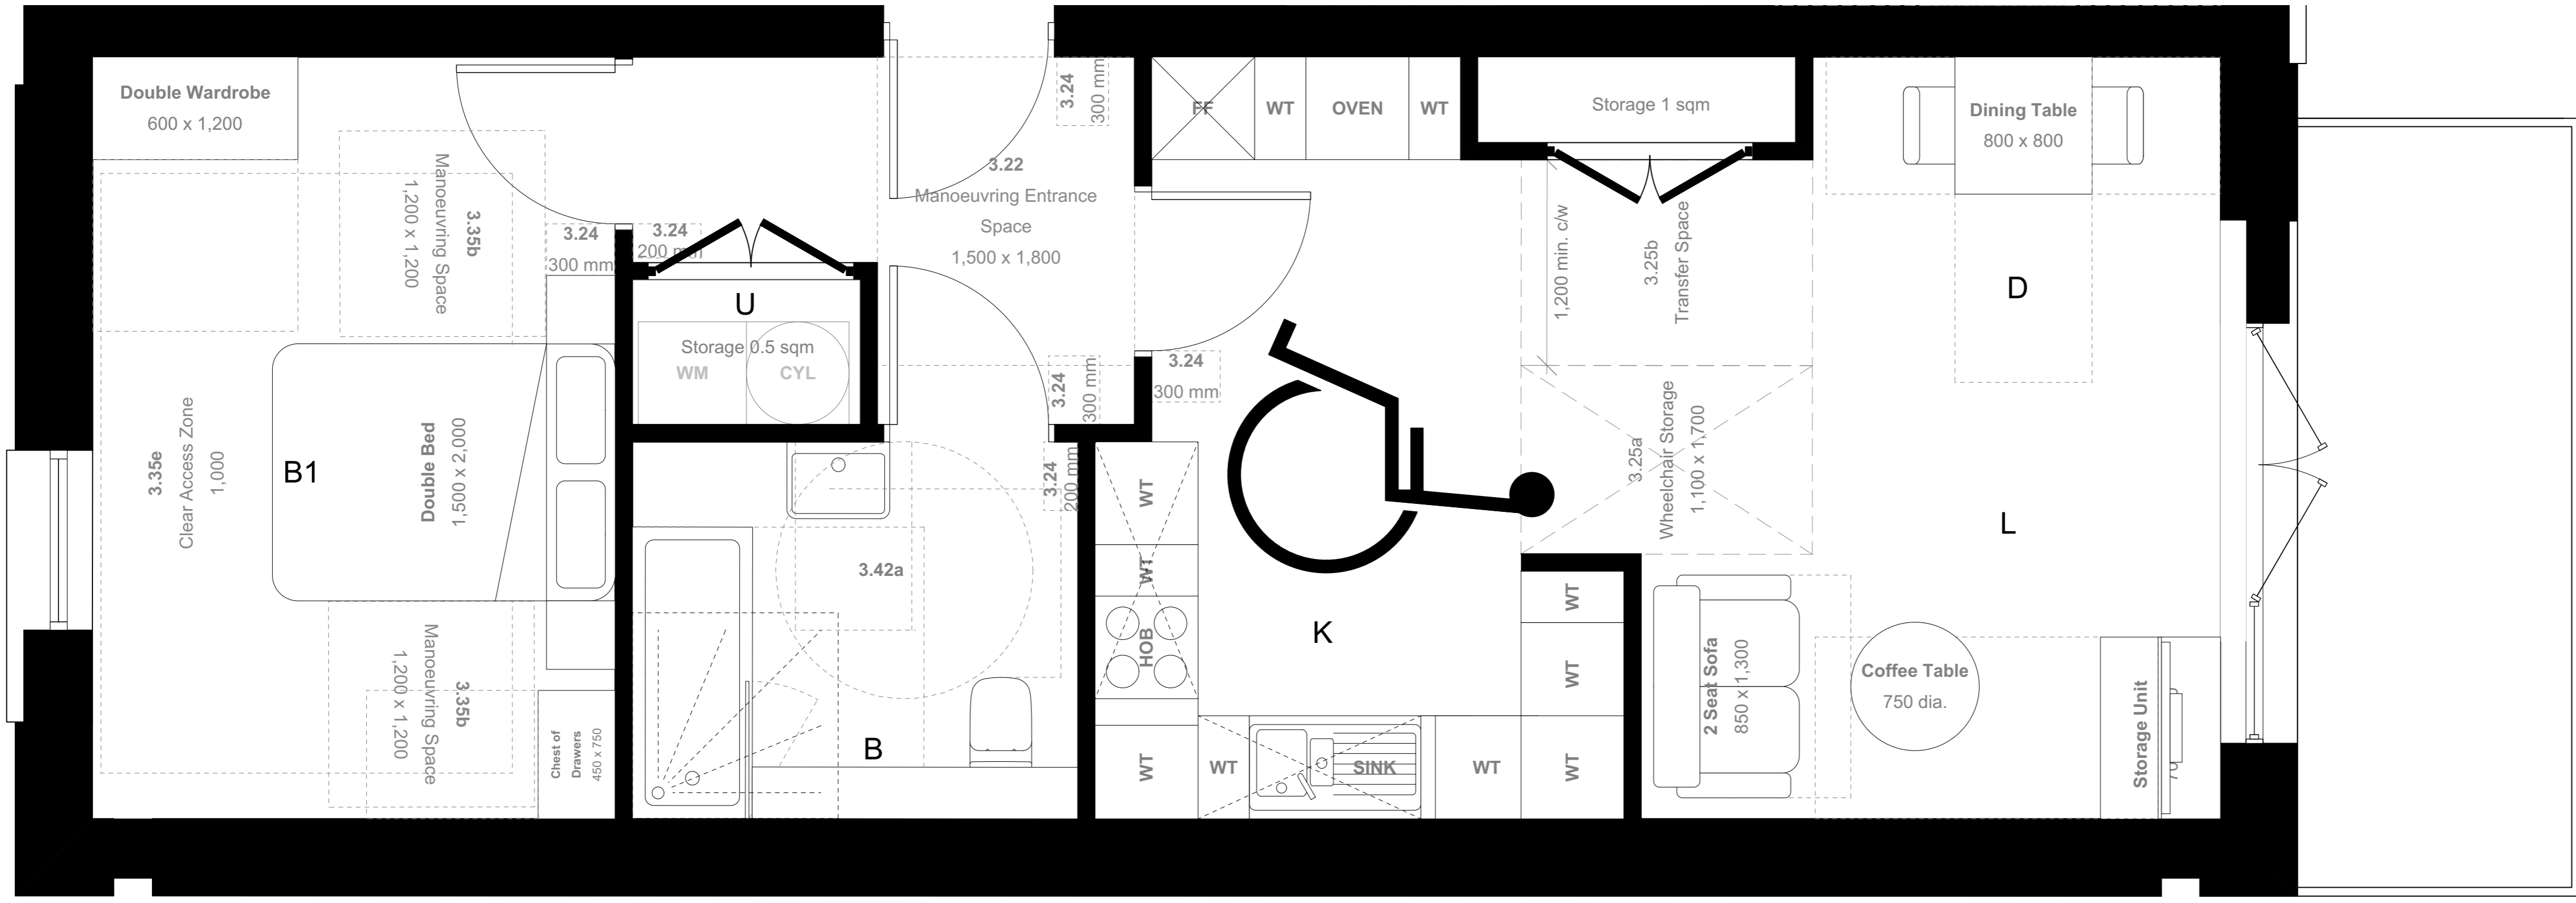 Double Wardrobe
600 x 1,200
3.35b
Manoeuvring Space
1,200 x 1,200
3.24
300 mm
3.24
200 mm
3.24
300 mm
3.22
Manoeuvring Entrance
Space
1,500 x 1,800
FF
WT
OVEN
WT
Storage 1 sqm
Dining Table
800 x 800
1,200 min. c/w
3.25b
Transfer Space
D
U
Storage 0.5 sqm
WM
CYL
3.24
300 mm
3.24
300 mm
3.35e
Clear Access Zone
1,000
B1
Double Bed
1,500 x 2,000
3.24
200 mm
3.42a
WT
WT
HOB
WT
3.25a
Wheelchair Storage
1,100 x 1,700
L
K
WT
WT
WT
3.35b
Manoeuvring Space
1,200 x 1,200
Chest of
Drawers
450 x 750
B
WT
SINK
WT
2 Seat Sofa
850 x 1,300
Coffee Table
750 dia.
Storage Unit